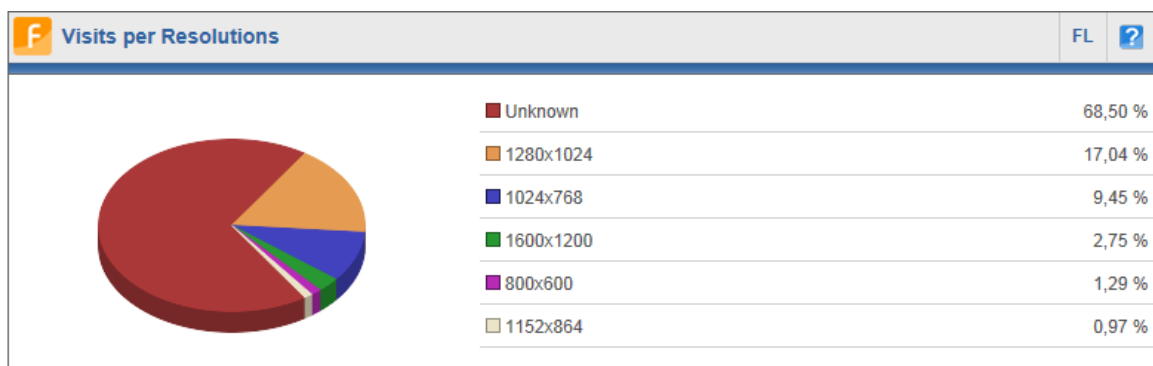 F Visits per Resolutions FL ?
Unknown 68,50 %
1280x1024 17,04 %
1024x768 9,45 %
1600x1200 2,75 %
800x600 1,29 %
1152x864 0,97 %